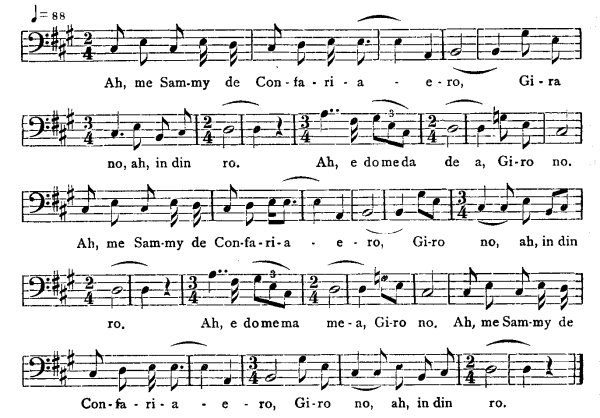 ♩= 88
Ah, me Sam-my de Con-fa-ri-a-e-ro, Gi-ra
no, ah, in din ro. Ah, e do me da de a, Gi-ro no.
Ah, me Sam-my de Con-fa-ri-a-e-ro, Gi-ro no, ah, in din
ro. Ah, e do me ma me-a, Gi-ro no. Ah, me Sam-my de
Con-fa-ri-a-e-ro, Gi-ro no, ah, in din ro.